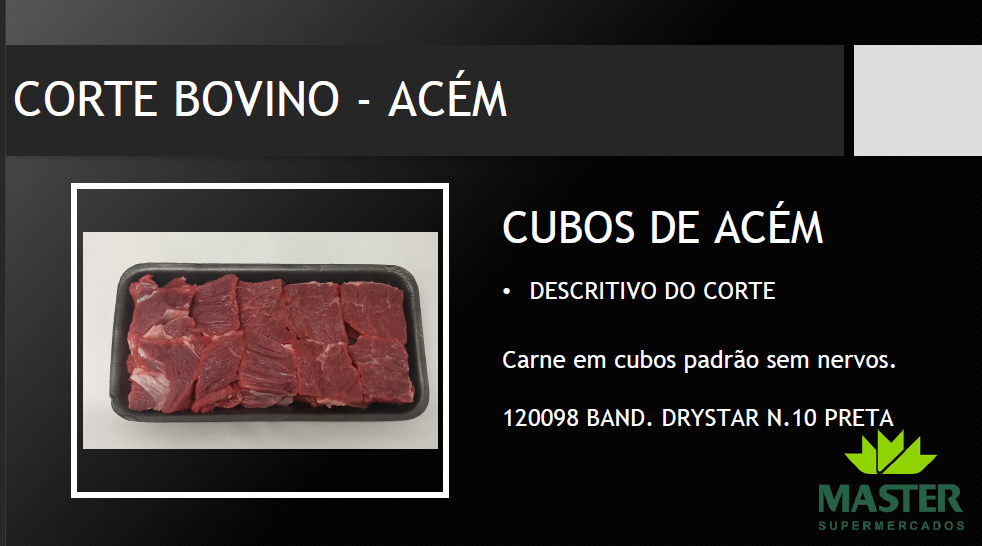 CORTE BOVINO - ACÉM
CUBOS DE ACÉM
• DESCRITIVO DO CORTE
Carne em cubos padrão sem nervos.
120098 BAND. DRYSTAR N.10 PRETA
MASTER
SUPERMERCADOS